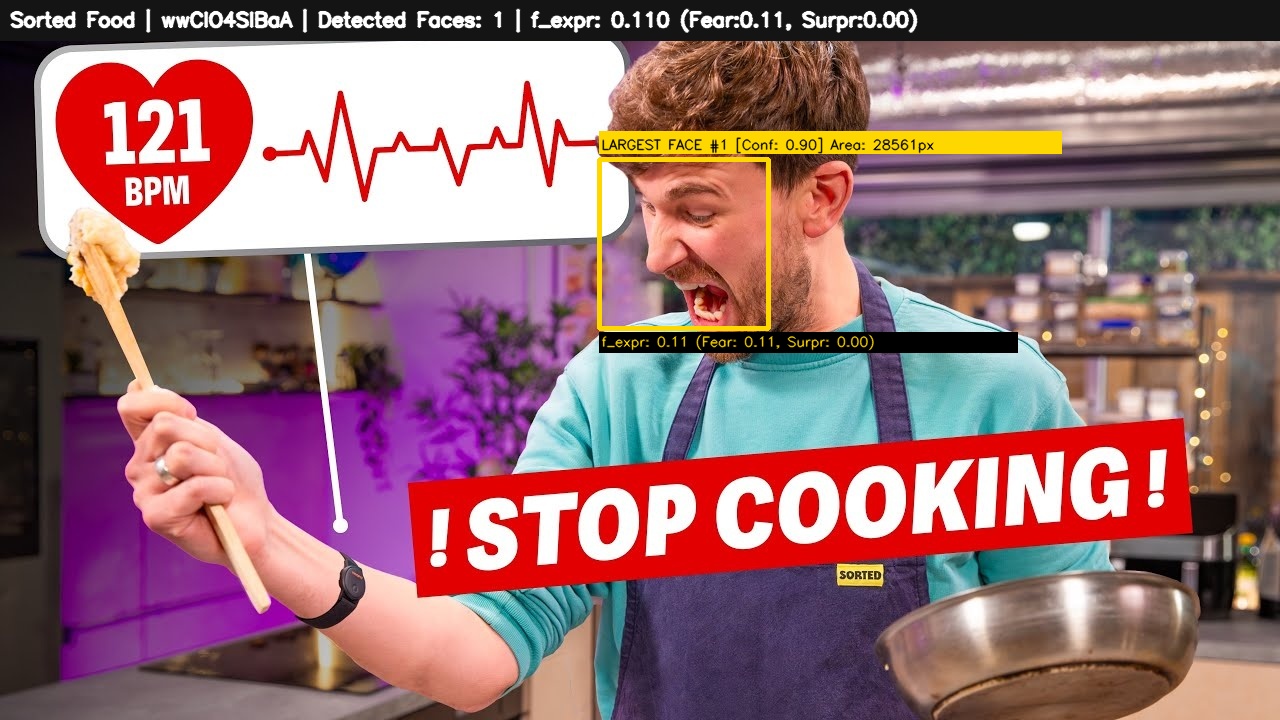 Sorted Food | wwCIO4SIBaA | Detected Faces: 1 | f_expr: 0.110 (Fear:0.11, Surpr:0.00)
121
BPM
LARGEST FACE #1 [Conf: 0.90] Area: 28561px
f_expr: 0.11 (Fear: 0.11, Surpr: 0.00)
! STOP COOKING !
SORTED